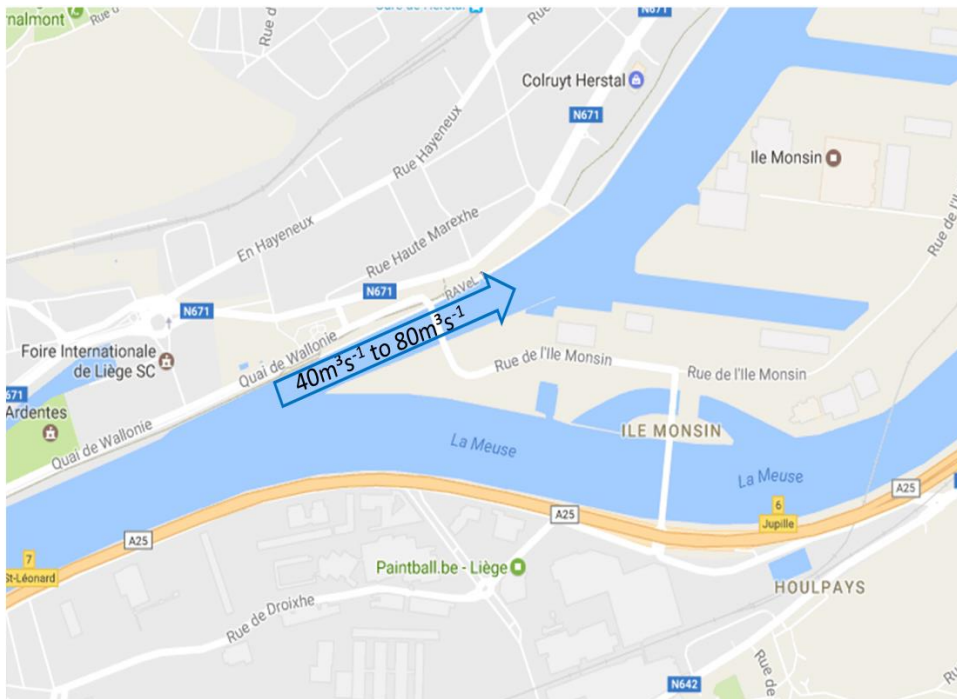 nalmont
Rue d
Rue de
Gare de Herstal
N671
Colruyt Herstal
N671
Rue Hayeneux
Ile Monsin
En Hayeneux
Rue Haute Marexhe
Rue de l'Il
N671
N671
RAVeL
40m³s⁻¹ to 80m³s⁻¹
Foire Internationale
de Liège SC
Quai de Wallonie
Rue de l'Ile Monsin
Rue de l'Ile Monsin
671
Ardentes
Quai de Wallonie
La Meuse
ILE MONSIN
La Meuse
A25
A25
6
Jupille
A25
7
St-Léonard
Paintball.be - Liège
HOULPAYS
Rue de Droixhe
N642
Rue de